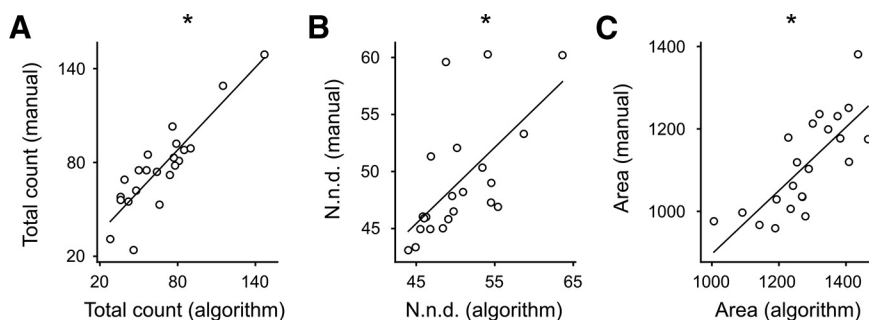 A
*
Total count (manual)
140
80
20
20 80 140
Total count (algorithm)
B
*
N.n.d. (manual)
60
55
50
45
45 55 65
N.n.d. (algorithm)
C
*
Area (manual)
1400
1200
1000
1000 1200 1400
Area (algorithm)